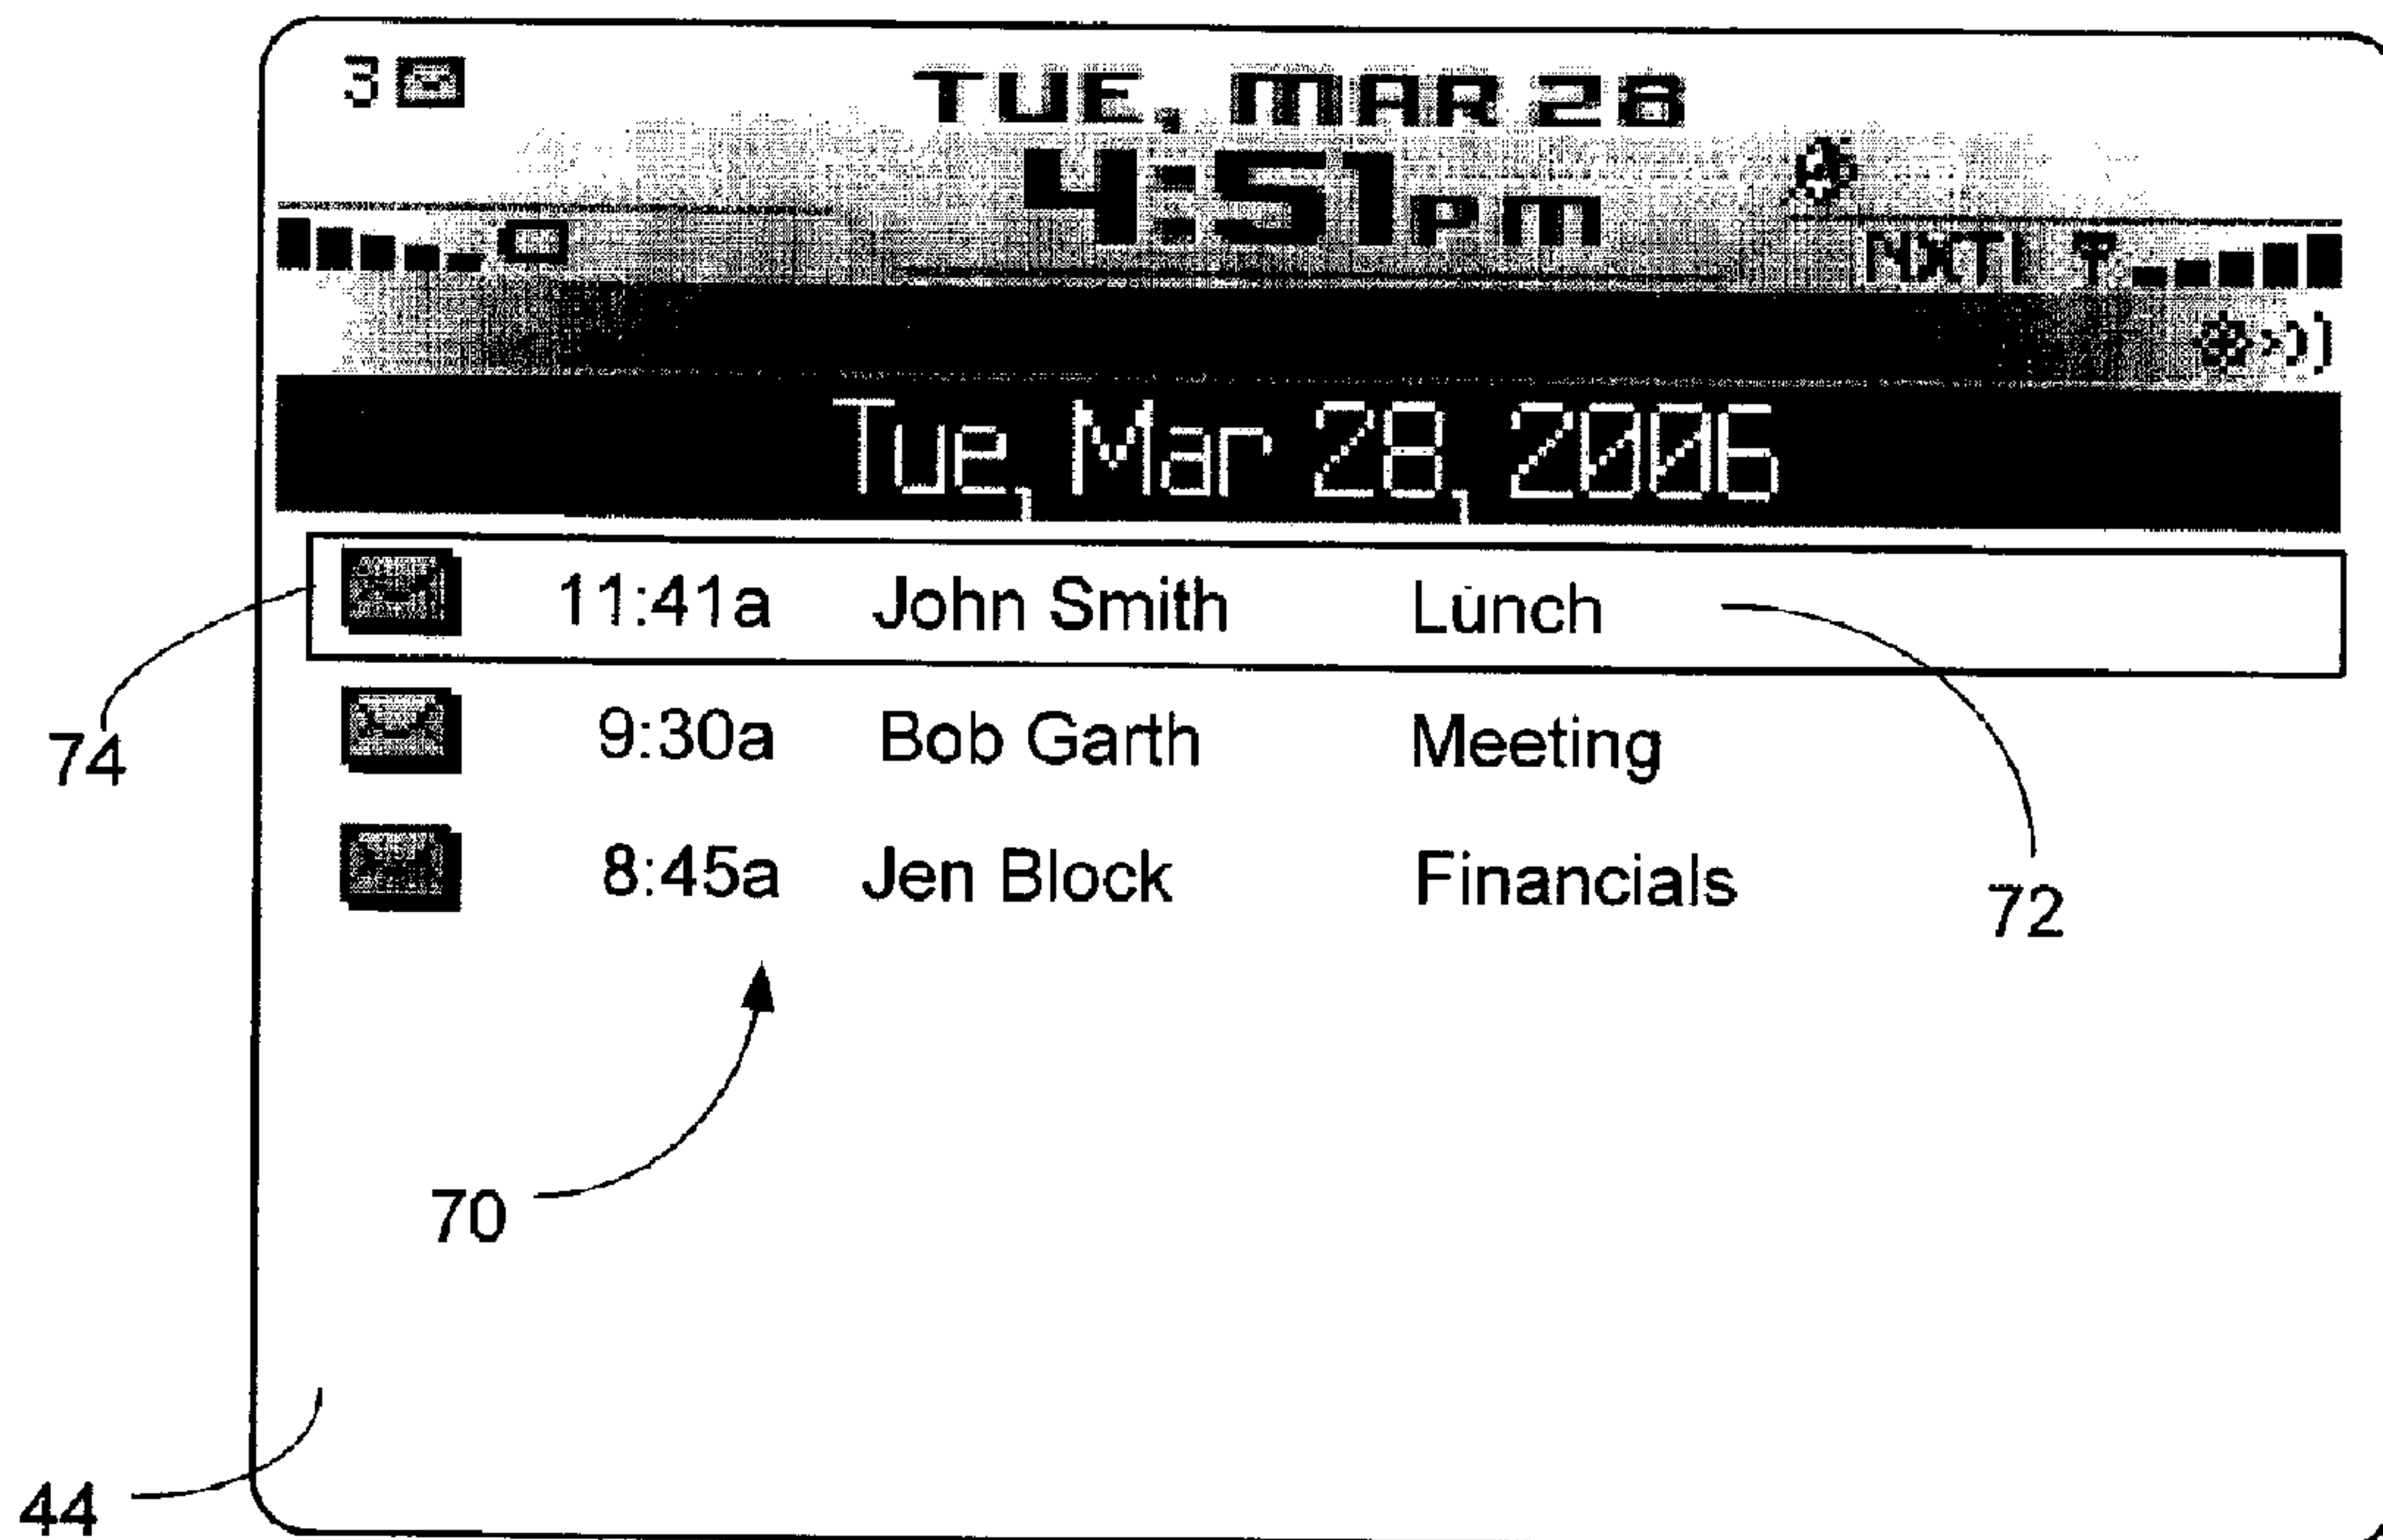 3
TUE, MAR 28
4:51pm
NXTI
Tue, Mar 28, 2006
11:41a John Smith Lunch
9:30a Bob Garth Meeting
8:45a Jen Block Financials
74
72
70
44